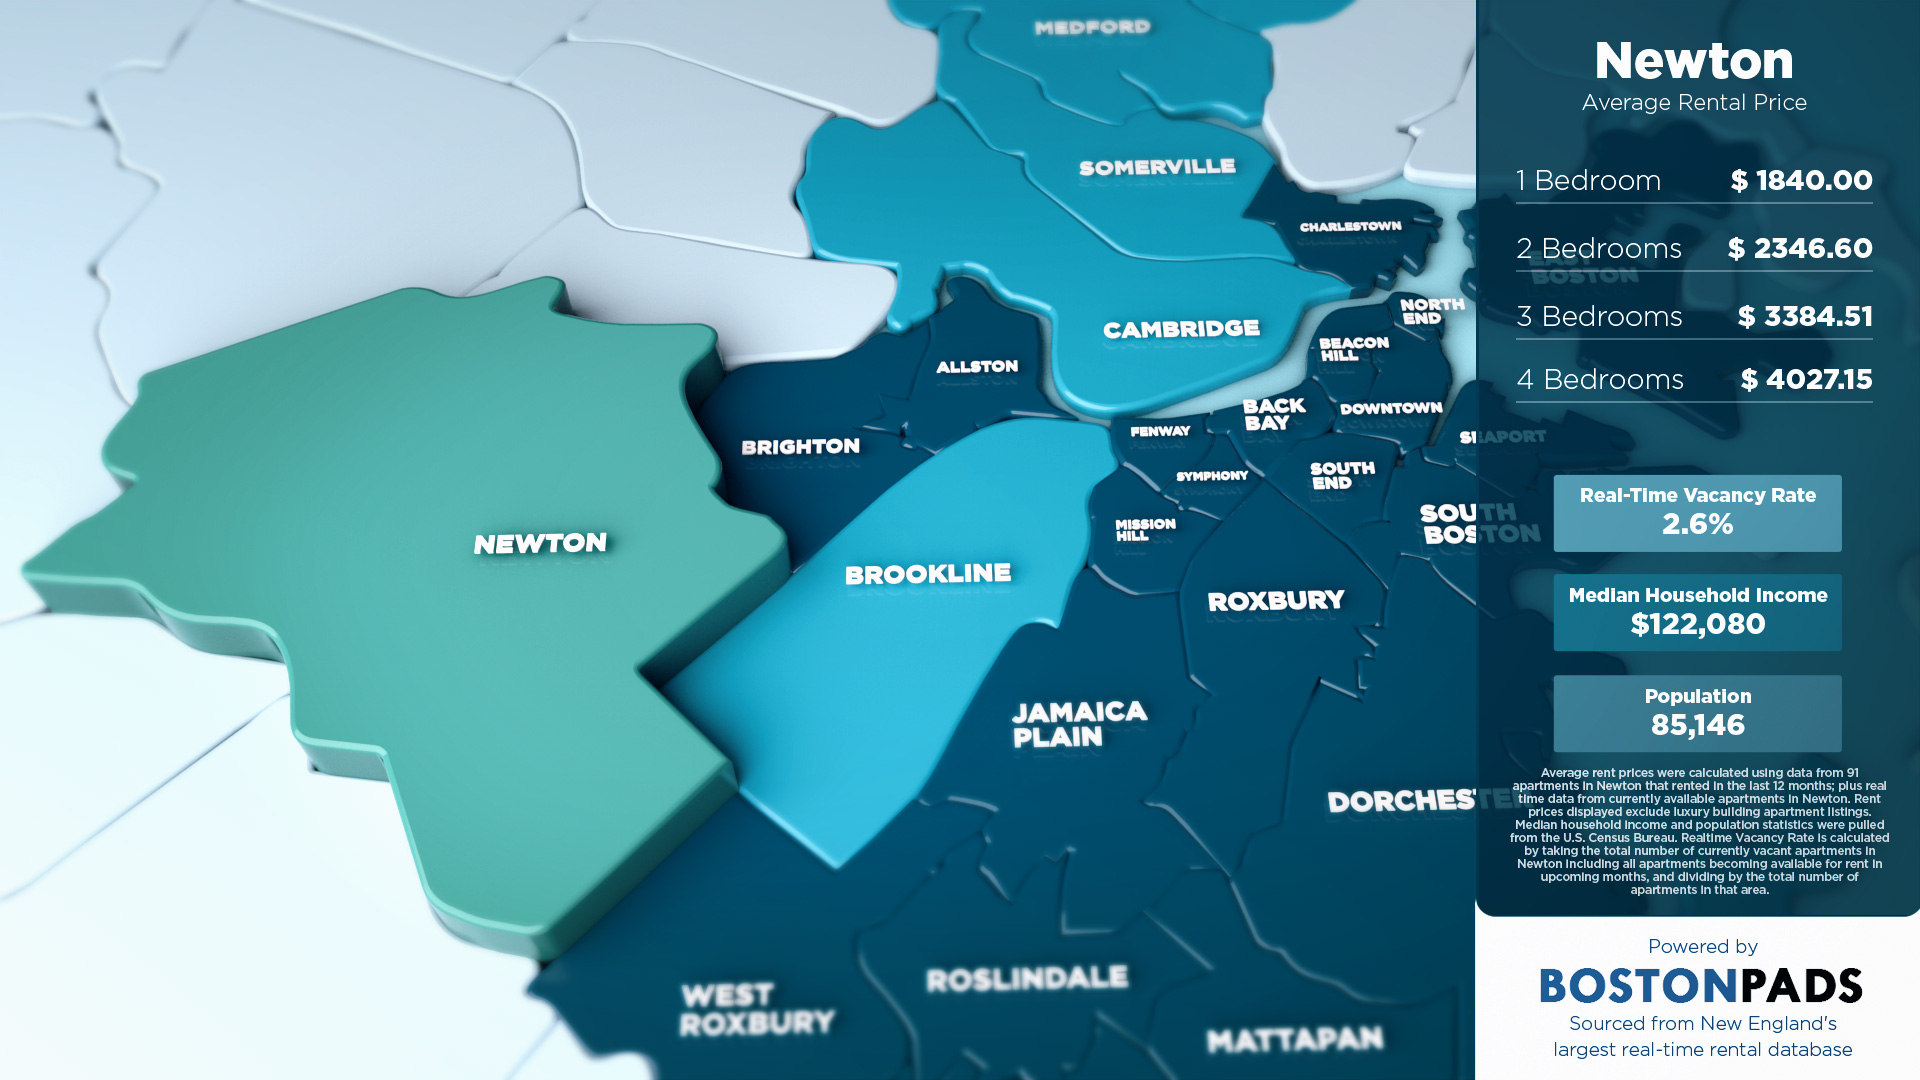 MEDFORD
SOMERVILLE
CHARLESTOWN
CAMBRIDGE
NORTH
END
BEACON
HILL
ALLSTON
BACK
BAY
DOWNTOWN
BRIGHTON
FENWAY
SEAPORT
SYMPHONY
SOUTH
END
MISSION
HILL
SOUTH
BOSTON
NEWTON
BROOKLINE
ROXBURY
JAMAICA
PLAIN
DORCHESTER
WEST
ROXBURY
ROSLINDALE
MATTAPAN
EAST
BOSTON
Newton
Average Rental Price
1 Bedroom $ 1840.00
2 Bedrooms $ 2346.60
3 Bedrooms $ 3384.51
4 Bedrooms $ 4027.15
Real-Time Vacancy Rate
2.6%
Median Household Income
$122,080
Population
85,146
Average rent prices were calculated using data from 91
apartments in Newton that rented in the last 12 months; plus real
time data from currently available apartments in Newton. Rent
prices displayed exclude luxury building apartment listings.
Median household income and population statistics were pulled
from the U.S. Census Bureau. Realtime Vacancy Rate is calculated
by taking the total number of currently vacant apartments in
Newton including all apartments becoming available for rent in
upcoming months, and dividing by the total number of
apartments in that area.
Powered by
BOSTONPADS
Sourced from New England's
largest real-time rental database